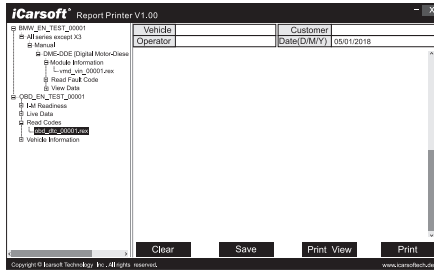 iCarsoft® Report Printer V1.00
BMW_EN_TEST_00001
All series except X3
Manual
DME-DDE (Digital Motor-Diese
Module Information
vmd_vin_00001.rex
Read Fault Code
View Data
OBD_EN_TEST_00001
I-M Readiness
Live Data
Read Codes
obd_dtc_00001.rex
Vehicle Information
Vehicle
Customer
Operator
Date(D/M/Y) 05/01/2018
Clear
Save
Print View
Print
Copyright © Icarsoft Technology Inc. All rights reserved.
www.icarsoftech.de